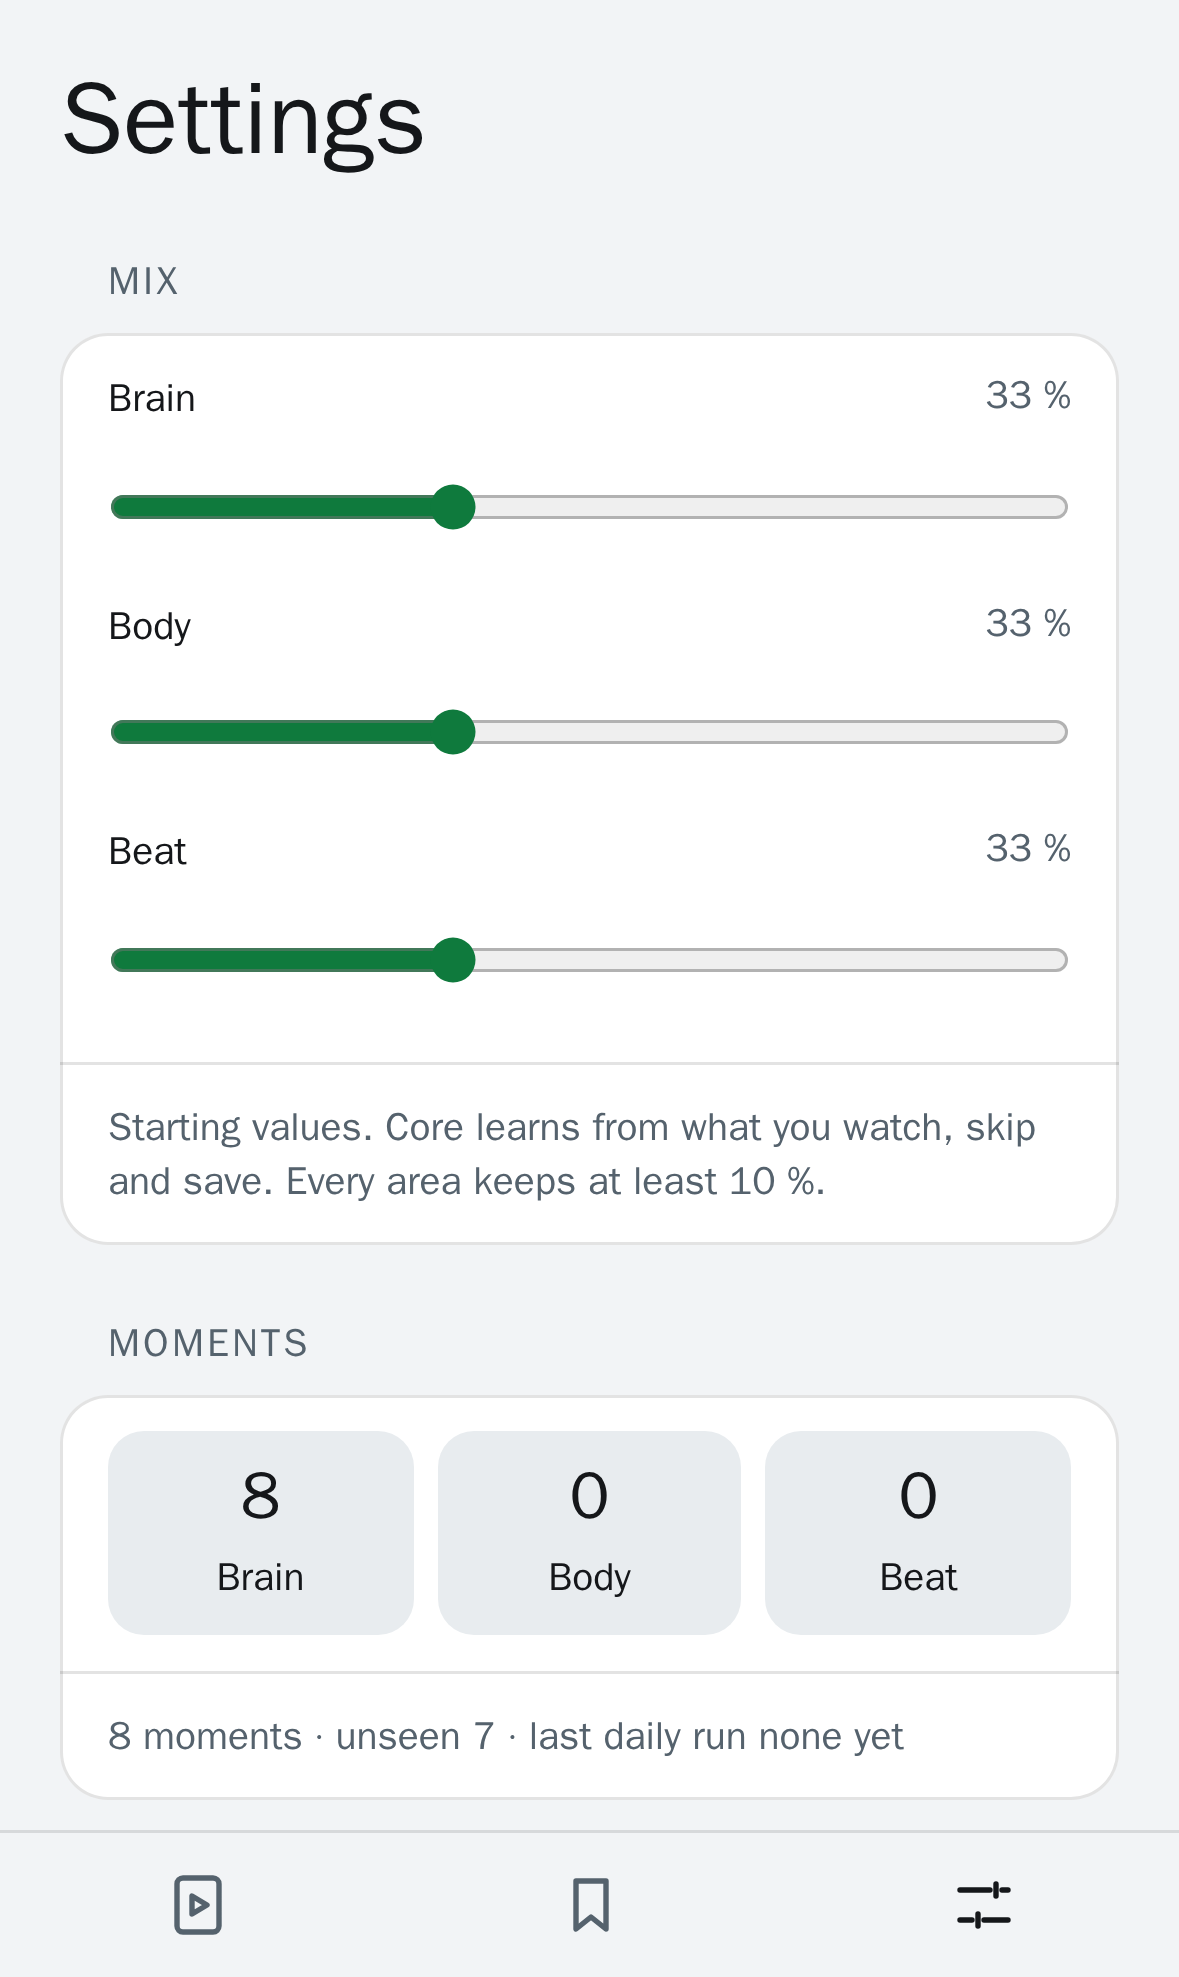 Settings
MIX
Brain 33 %
Body 33 %
Beat 33 %
Starting values. Core learns from what you watch, skip
and save. Every area keeps at least 10 %.
MOMENTS
8 0 0
Brain Body Beat
8 moments · unseen 7 · last daily run none yet